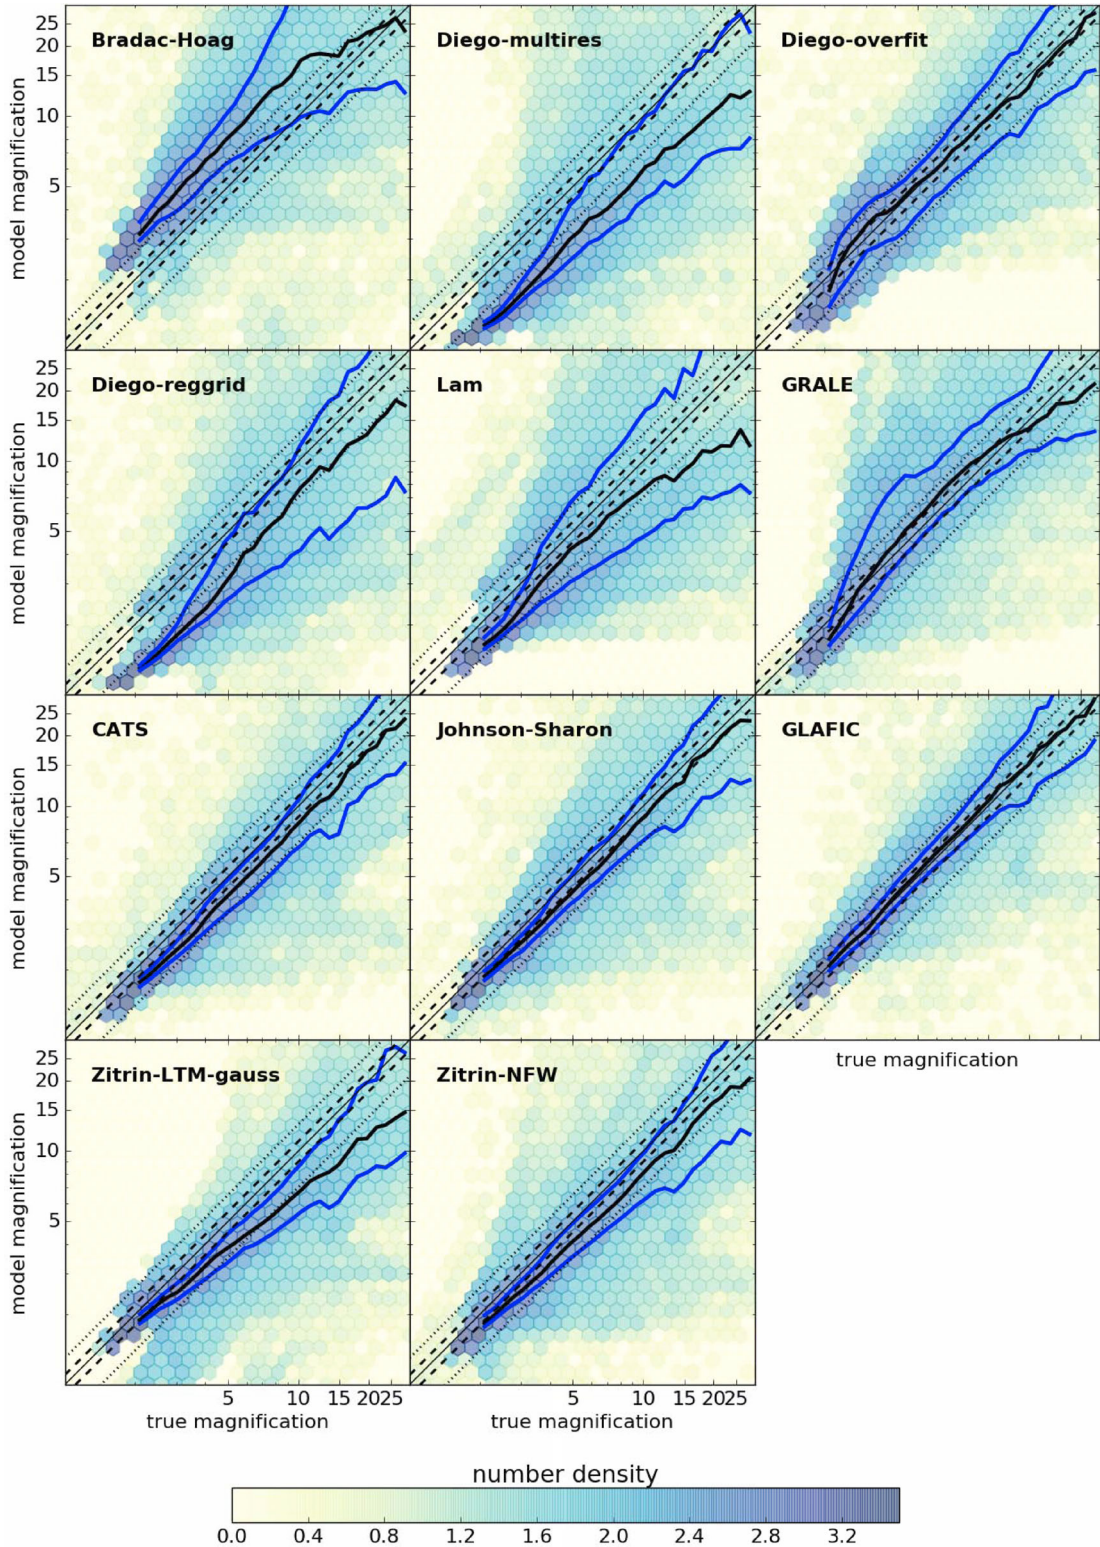 Bradac-Hoag Diego-multires Diego-overfit
25
20
15
10
5
model magnification
Diego-reggrid Lam GRALE
25
20
15
10
5
model magnification
CATS Johnson-Sharon GLAFIC
25
20
15
10
5
model magnification
true magnification
Zitrin-LTM-gauss Zitrin-NFW
25
20
15
10
5
model magnification
5 10 15 20 25 5 10 15 20 25
true magnification true magnification
number density
0.0 0.4 0.8 1.2 1.6 2.0 2.4 2.8 3.2